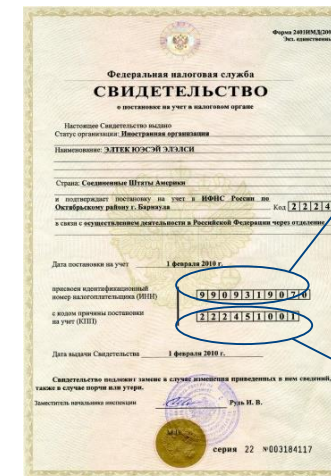 Форма 2401ИМД(200
Экз. единственны
Федеральная налоговая служба
СВИДЕТЕЛЬСТВО
о постановке на учет в налоговом органе
Настоящее Свидетельство выдано
Статус организации: Иностранная организация
Наименование: ЭЛТЕК ЮЭСЭЙ ЭЛЭЛСИ
Страна: Соединенные Штаты Америки
и подтверждает постановку на учет в ИФНС России по
Октябрьскому району г. Барнаула Код 2 2 2 4
в связи с осуществлением деятельности в Российской Федерации через отделение
Дата постановки на учет 1 февраля 2010 г.
присвоен идентификационный
номер налогоплательщика (ИНН) 9 9 0 9 3 1 9 0 7 0
с кодом причины постановки
на учет (КПП) 2 2 2 4 5 1 0 0 1
Дата выдачи Свидетельства 1 февраля 2010 г.
Свидетельство подлежит замене в случае изменения приведенных в нем сведений,
также в случае порчи или утери.
Заместитель начальника инспекции Рузь И. В.
серия 22 №003184117